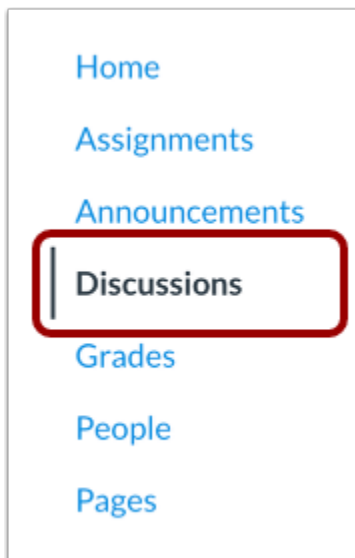 Home
Assignments
Announcements
Discussions
Grades
People
Pages